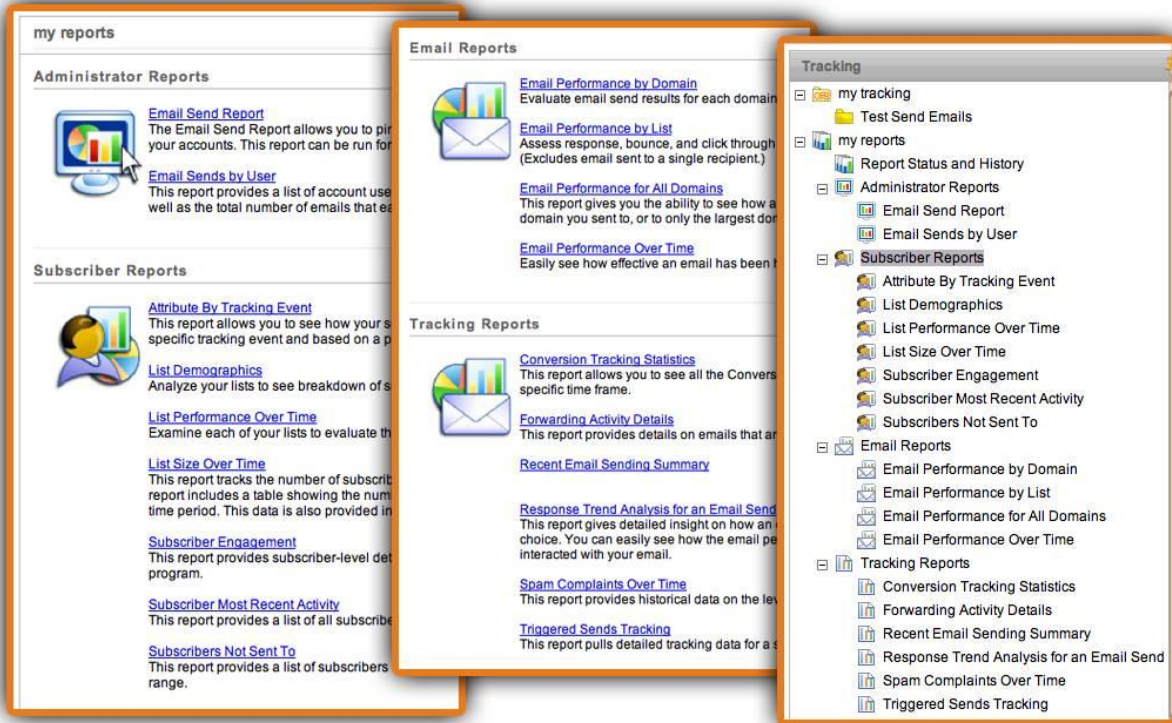 my reports
Administrator Reports
Email Send Report
The Email Send Report allows you to
your accounts. This report can be run for
Email Sends by User
This report provides a list of account
well as the total number of emails that
Subscriber Reports
Attribute By Tracking Event
This report allows you to see how your
specific tracking event and based on a
List Demographics
Analyze your lists to see breakdown of
List Performance Over Time
Examine each of your lists to evaluate
List Size Over Time
This report tracks the number of
report includes a table showing the
time period. This data is also provided in
Subscriber Engagement
This report provides subscriber-level
program.
Subscriber Most Recent Activity
This report provides a list of all
Subscribers Not Sent To
This report provides a list of subscribers
range.
Email Reports
Email Performance by Domain
Evaluate email send results for each domain
Email Performance by List
Assess response, bounce, and click through
(Excludes email sent to a single recipient.)
Email Performance for All Domains
This report gives you the ability to see how
domain you sent to, or to only the largest
Email Performance Over Time
Easily see how effective an email has been
Tracking Reports
Conversion Tracking Statistics
This report allows you to see all the
specific time frame.
Forwarding Activity Details
This report provides details on emails that
Recent Email Sending Summary
Response Trend Analysis for an Email Send
This report gives detailed insight on how an
choice. You can easily see how the email
interacted with your email.
Spam Complaints Over Time
This report provides historical data on the
Triggered Sends Tracking
This report pulls detailed tracking data for a
Tracking
my tracking
Test Send Emails
my reports
Report Status and History
Administrator Reports
Email Send Report
Email Sends by User
Subscriber Reports
Attribute By Tracking Event
List Demographics
List Performance Over Time
List Size Over Time
Subscriber Engagement
Subscriber Most Recent Activity
Subscribers Not Sent To
Email Reports
Email Performance by Domain
Email Performance by List
Email Performance for All Domains
Email Performance Over Time
Tracking Reports
Conversion Tracking Statistics
Forwarding Activity Details
Recent Email Sending Summary
Response Trend Analysis for an Email Send
Spam Complaints Over Time
Triggered Sends Tracking